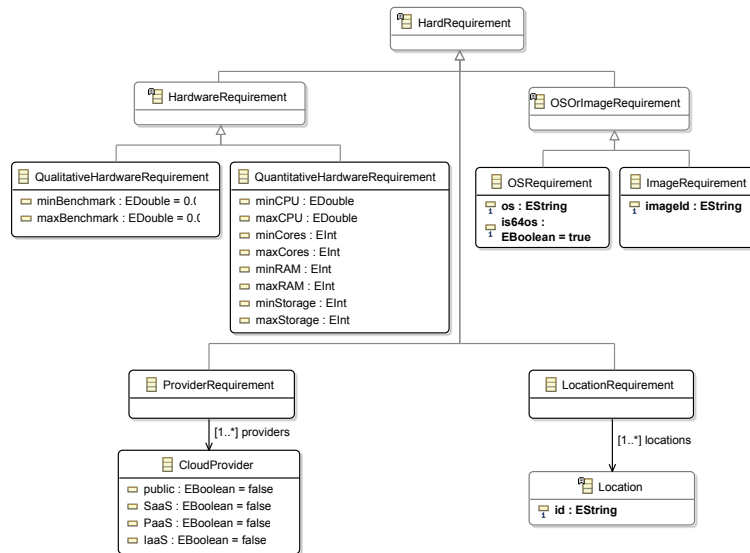 HardRequirement
HardwareRequirement
OSOrImageRequirement
QualitativeHardwareRequirement
minBenchmark : EDouble = 0.0
maxBenchmark : EDouble = 0.0
QuantitativeHardwareRequirement
minCPU : EDouble
maxCPU : EDouble
minCores : EInt
maxCores : EInt
minRAM : EInt
maxRAM : EInt
minStorage : EInt
maxStorage : EInt
OSRequirement
os : EString
is64os :
EBoolean = true
ImageRequirement
imageId : EString
ProviderRequirement
[1..*] providers
CloudProvider
public : EBoolean = false
SaaS : EBoolean = false
PaaS : EBoolean = false
IaaS : EBoolean = false
LocationRequirement
[1..*] locations
Location
id : EString